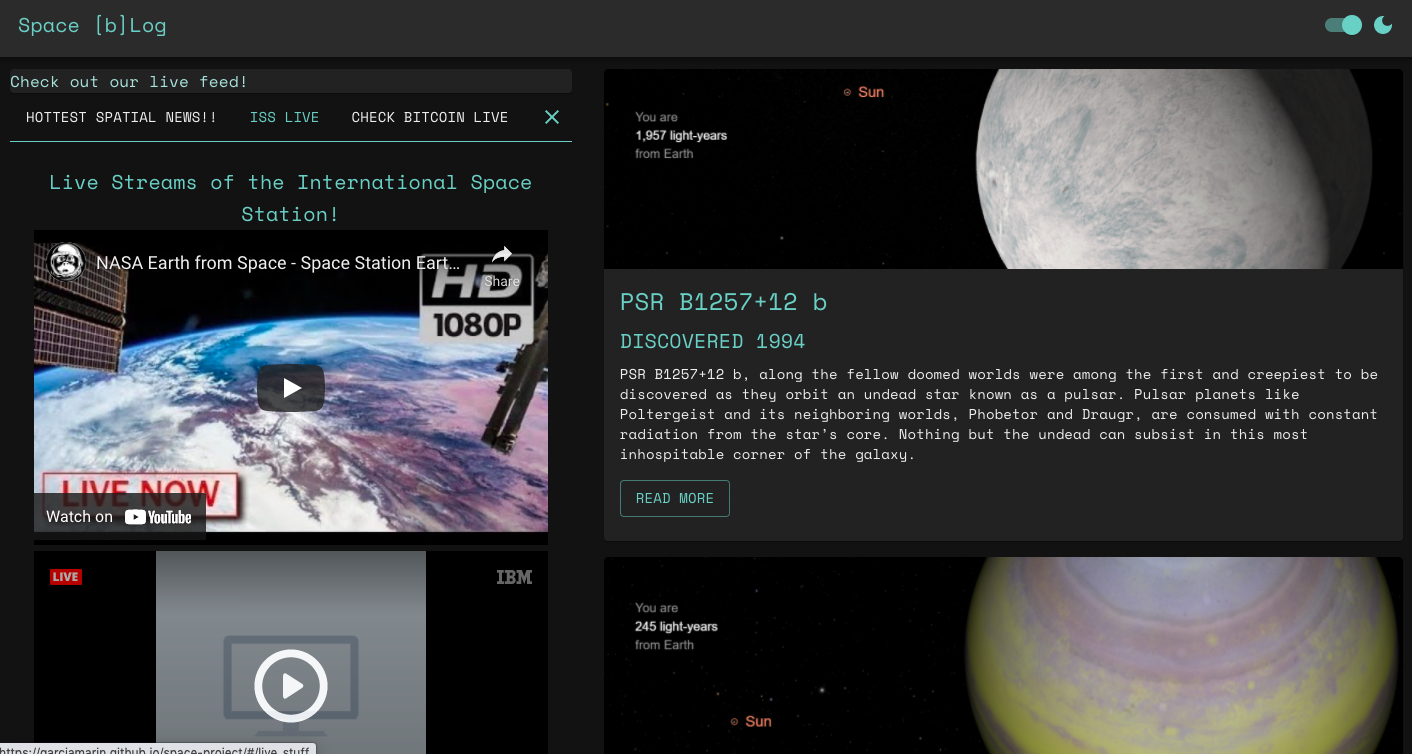 Space [b]Log
Check out our live feed!
HOTTEST SPATIAL NEWS!!
ISS LIVE
CHECK BITCOIN LIVE
Live Streams of the International Space
Station!
NASA Earth from Space - Space Station Eart...
Share
HD
1080P
LIVE NOW
Watch on YouTube
LIVE
IBM
https://garciamarin.github.io/space-project/#/live_stuff
Sun
You are
1,957 light-years
from Earth
PSR B1257+12 b
DISCOVERED 1994
PSR B1257+12 b, along the fellow doomed worlds were among the first and creepiest to be
discovered as they orbit an undead star known as a pulsar. Pulsar planets like
Poltergeist and its neighboring worlds, Phobetor and Draugr, are consumed with constant
radiation from the star's core. Nothing but the undead can subsist in this most
inhospitable corner of the galaxy.
READ MORE
You are
245 light-years
from Earth
Sun